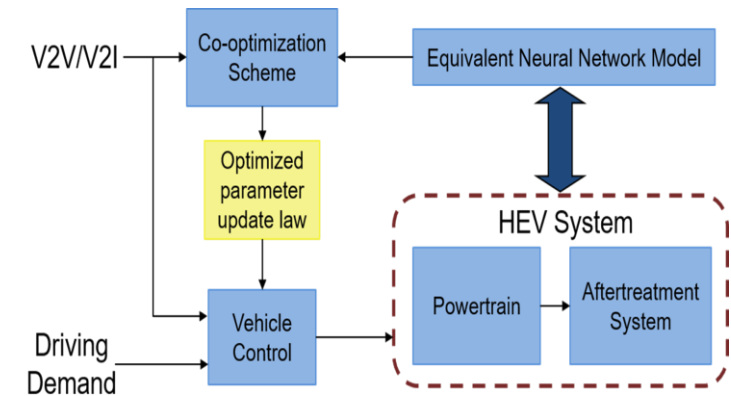 V2V/V2I
Co-optimization
Scheme
Equivalent Neural Network Model
Optimized
parameter
update law
HEV System
Powertrain
Aftertreatment
System
Vehicle
Control
Driving
Demand